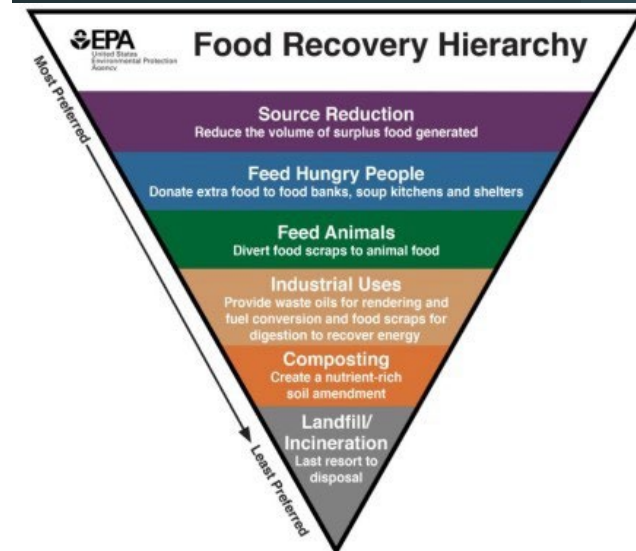 EPA
United States
Environmental Protection
Agency
Food Recovery Hierarchy
Most Preferred
Source Reduction
Reduce the volume of surplus food generated
Feed Hungry People
Donate extra food to food banks, soup kitchens and shelters
Feed Animals
Divert food scraps to animal food
Industrial Uses
Provide waste oils for rendering and
fuel conversion and food scraps for
digestion to recover energy
Composting
Create a nutrient-rich
soil amendment
Landfill/
Incineration
Last resort to
disposal
Least Preferred